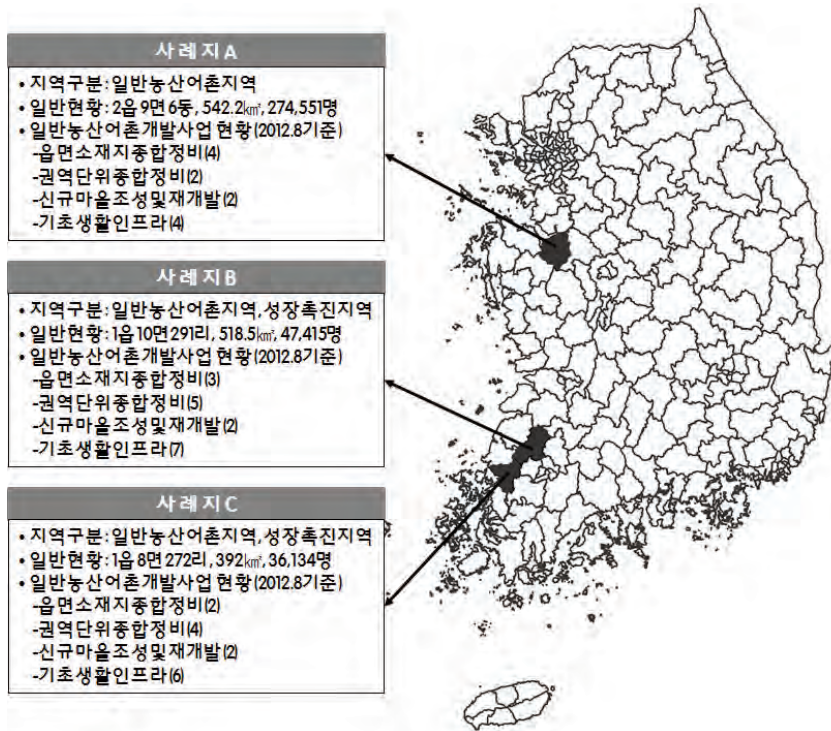 사례지A
• 지역구분:일반농산어촌지역
• 일반현황: 2읍9면6동, 542.2㎢, 274,551명
• 일반농산어촌개발사업 현황(2012.8기준)
-읍면소재지종합정비(4)
-권역단위종합정비(2)
-신규마을조성및재개발(2)
-기초생활인프라(4)
사례지B
• 지역구분:일반농산어촌지역,성장촉진지역
• 일반현황: 1읍10면291리, 518.5㎢, 47,415명
• 일반농산어촌개발사업 현황(2012.8기준)
-읍면소재지종합정비(3)
-권역단위종합정비(5)
-신규마을조성및재개발(2)
-기초생활인프라(7)
사례지C
• 지역구분:일반농산어촌지역,성장촉진지역
• 일반현황: 1읍8면272리, 392㎢, 36,134명
• 일반농산어촌개발사업 현황(2012.8기준)
-읍면소재지종합정비(2)
-권역단위종합정비(4)
-신규마을조성및재개발(2)
-기초생활인프라(6)